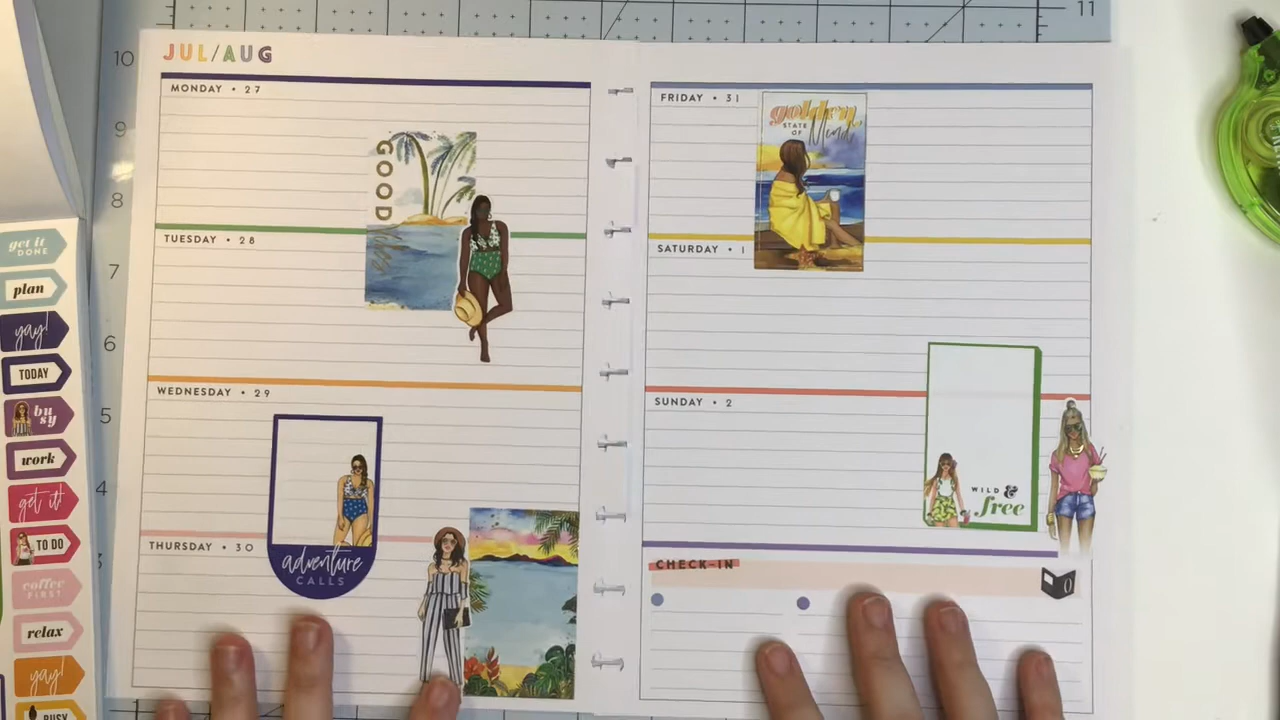 JUL/AUG
MONDAY • 27
GOOD
TUESDAY • 28
WEDNESDAY • 29
adventure
CALLS
THURSDAY • 30
FRIDAY • 31
golden
STATE
OF Mind
SATURDAY • 1
SUNDAY • 2
WILD &
free
CHECK-IN
get it
DONE
plan
yay!
TODAY
bu
sy
work
get it!
TO DO
coffee
FIRST
relax
yay!
BUSY
10
9
8
7
6
5
4
3
11